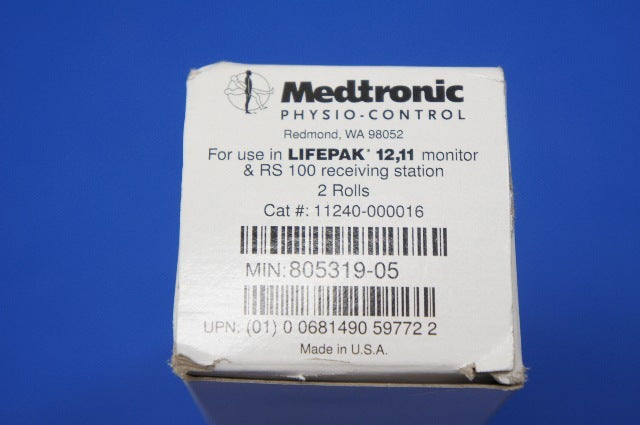 Medtronic
PHYSIO-CONTROL
Redmond, WA 98052
For use in LIFEPAK® 12,11 monitor
& RS 100 receiving station
2 Rolls
Cat #: 11240-000016
MIN: 805319-05
UPN: (01) 0 0681490 59772 2
Made in U.S.A.